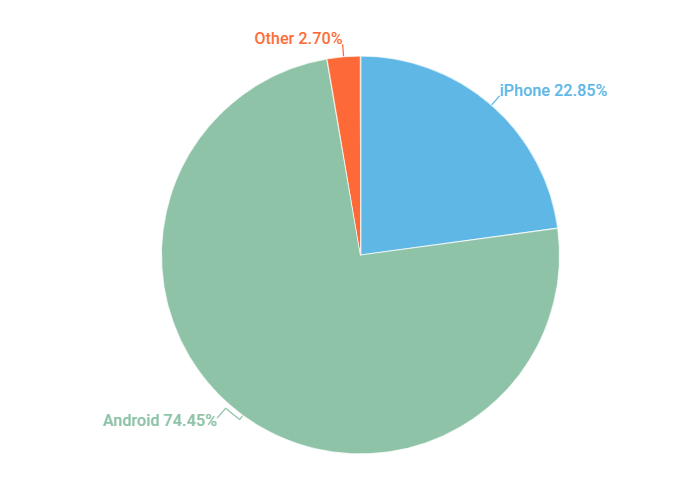 Other 2.70%
iPhone 22.85%
Android 74.45%